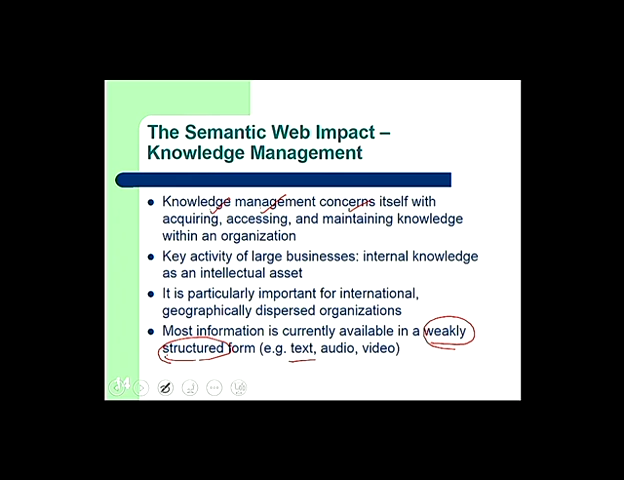 The Semantic Web Impact –
Knowledge Management
● Knowledge management concerns itself with
acquiring, accessing, and maintaining knowledge
within an organization
● Key activity of large businesses: internal knowledge
as an intellectual asset
● It is particularly important for international,
geographically dispersed organizations
● Most information is currently available in a weakly
structured form (e.g. text, audio, video)
14